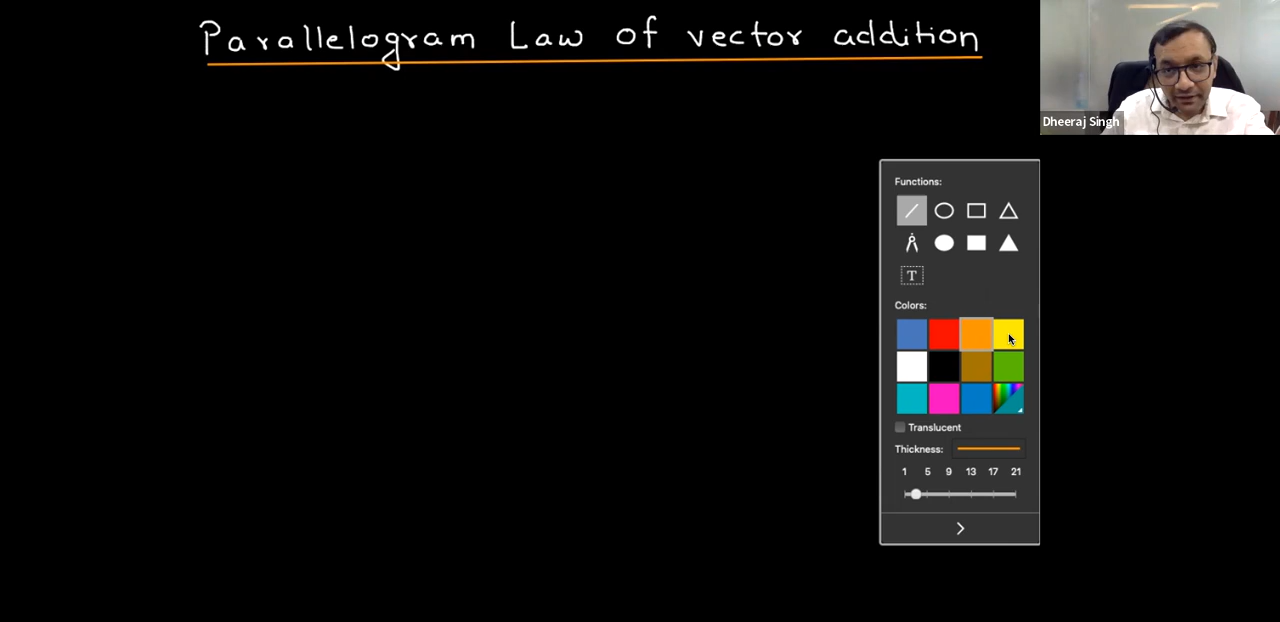 Parallelogram Law of vector addition
Dheeraj Singh
Functions:
T
Colors:
Translucent
Thickness:
1 5 9 13 17 21